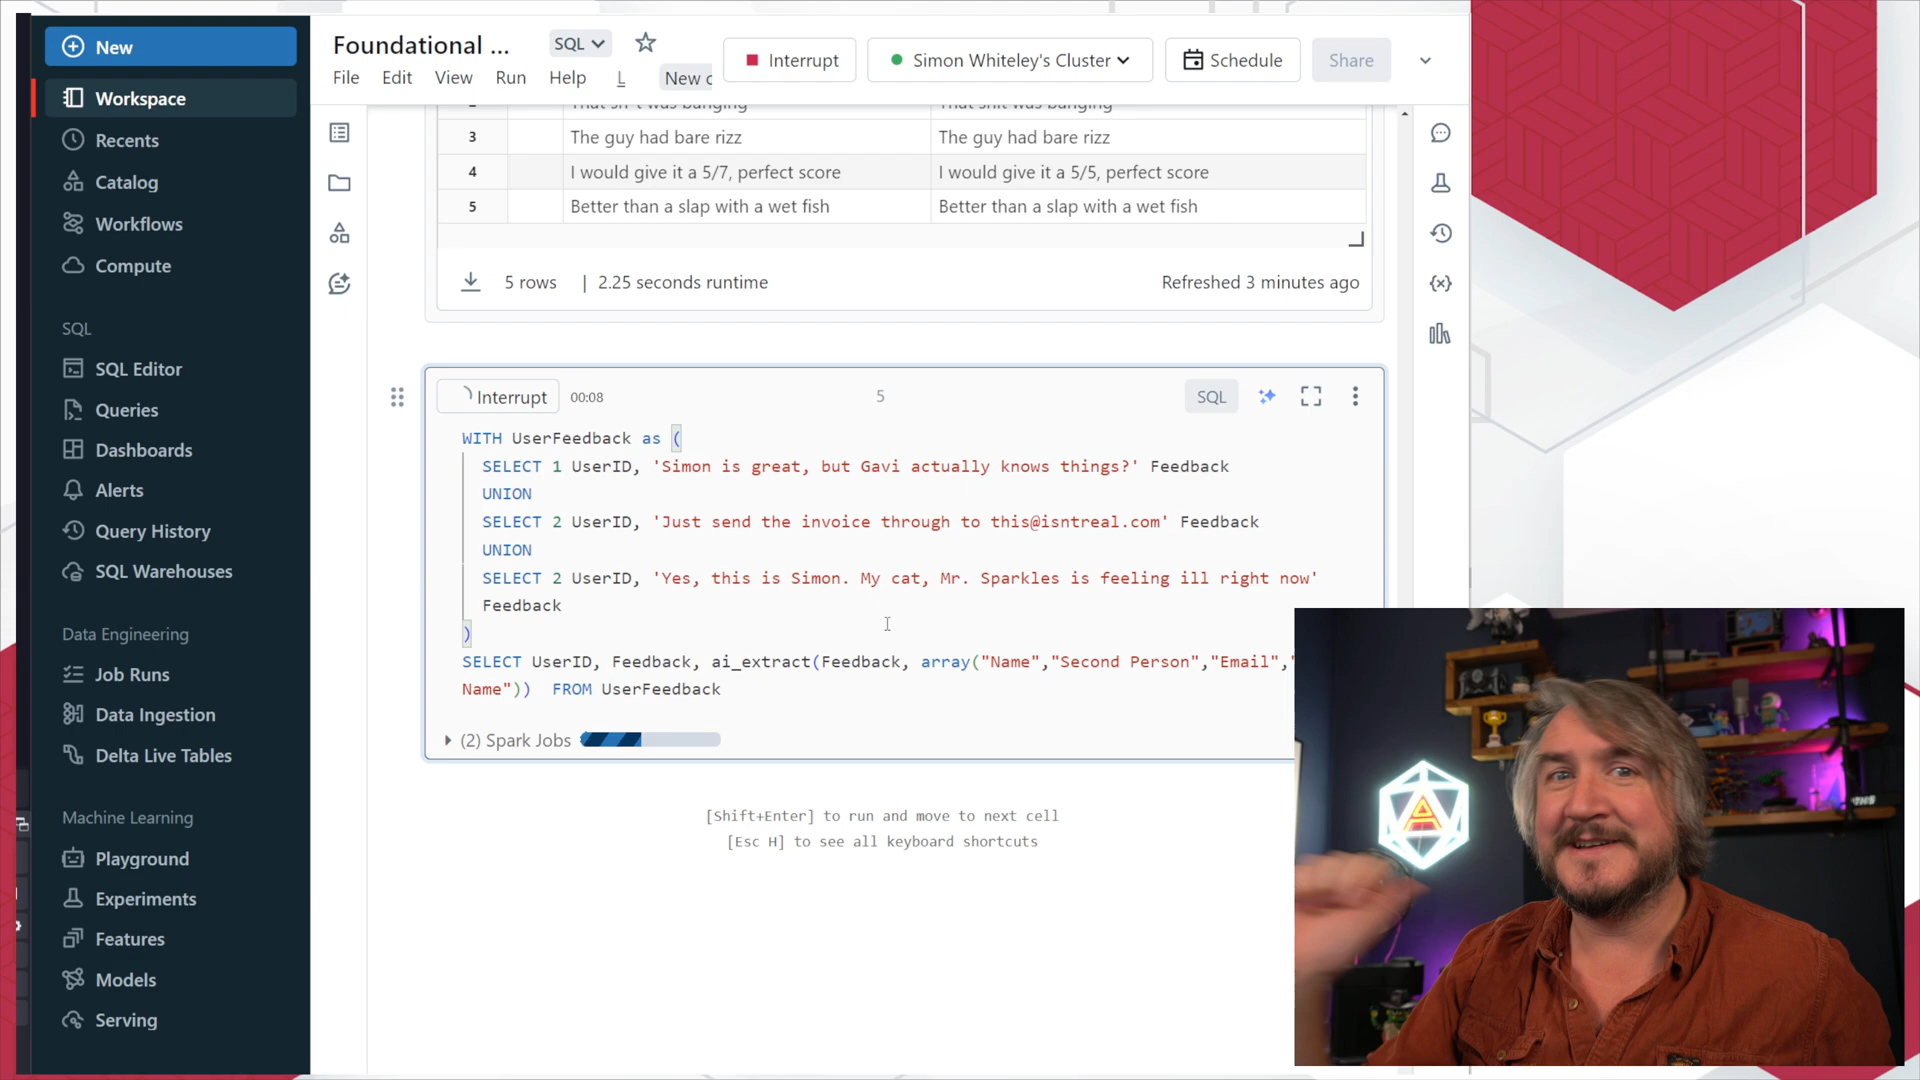 New
Workspace
Recents
Catalog
Workflows
Compute
SQL
SQL Editor
Queries
Dashboards
Alerts
Query History
SQL Warehouses
Data Engineering
Job Runs
Data Ingestion
Delta Live Tables
Machine Learning
Playground
Experiments
Features
Models
Serving
Foundational ...
SQL
File Edit View Run Help L New c
Interrupt
Simon Whiteley's Cluster
Schedule
Share
3 The guy had bare rizz The guy had bare rizz
4 I would give it a 5/7, perfect score I would give it a 5/5, perfect score
5 Better than a slap with a wet fish Better than a slap with a wet fish
5 rows | 2.25 seconds runtime Refreshed 3 minutes ago
Interrupt 00:08 5 SQL
WITH UserFeedback as (
SELECT 1 UserID, 'Simon is great, but Gavi actually knows things?' Feedback
UNION
SELECT 2 UserID, 'Just send the invoice through to this@isntreal.com' Feedback
UNION
SELECT 2 UserID, 'Yes, this is Simon. My cat, Mr. Sparkles is feeling ill right now'
Feedback
)
SELECT UserID, Feedback, ai_extract(Feedback, array("Name","Second Person","Email","
Name")) FROM UserFeedback
(2) Spark Jobs
[Shift+Enter] to run and move to next cell
[Esc H] to see all keyboard shortcuts